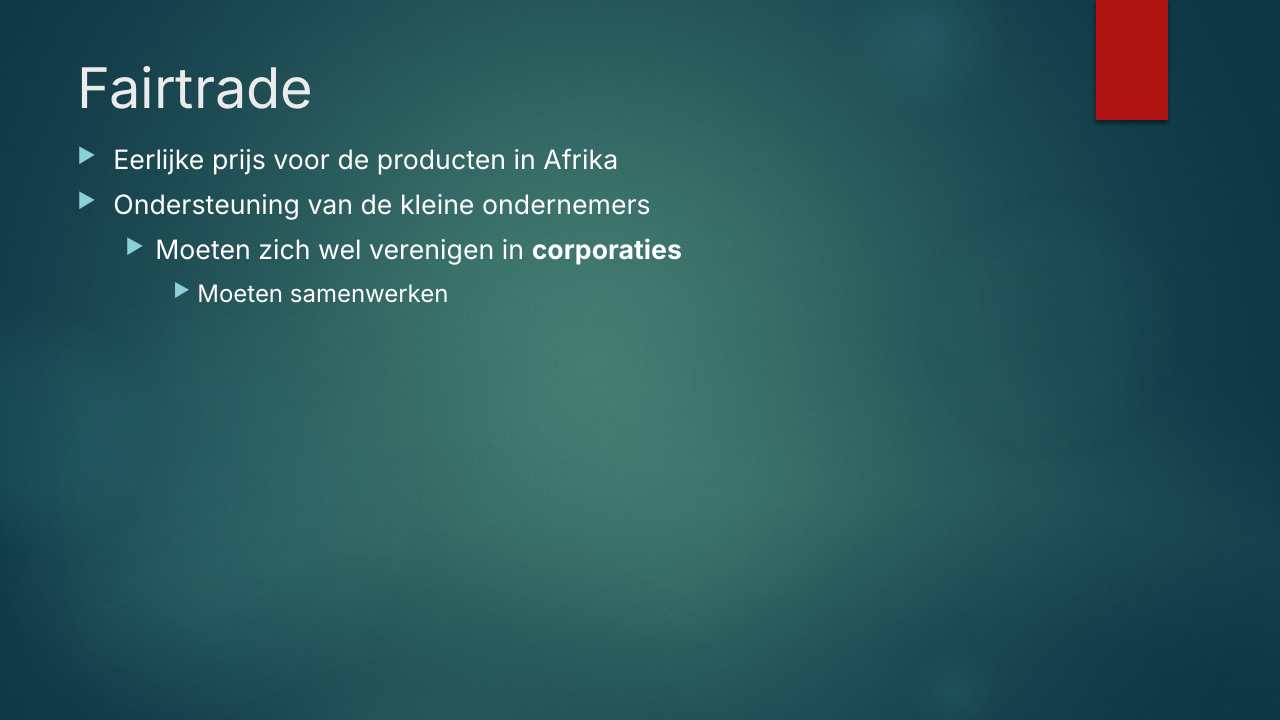 Fairtrade
Eerlijke prijs voor de producten in Afrika
Ondersteuning van de kleine ondernemers
Moeten zich wel verenigen in corporaties
Moeten samenwerken